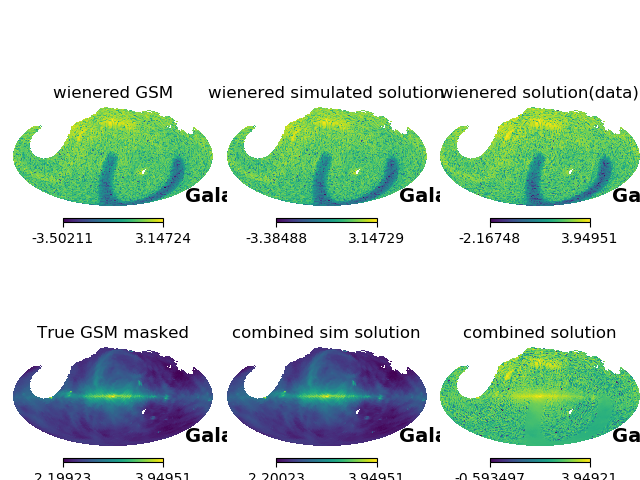 wienered GSM
wienered simulated solution
wienered solution(data)
Gala
Gala
Ga
-3.50211 3.14724
-3.38488 3.14729
-2.16748 3.94951
True GSM masked
combined sim solution
combined solution
Gala
Gala
Ga
2.19923 3.94951
2.20023 3.94951
-0.593497 3.94921